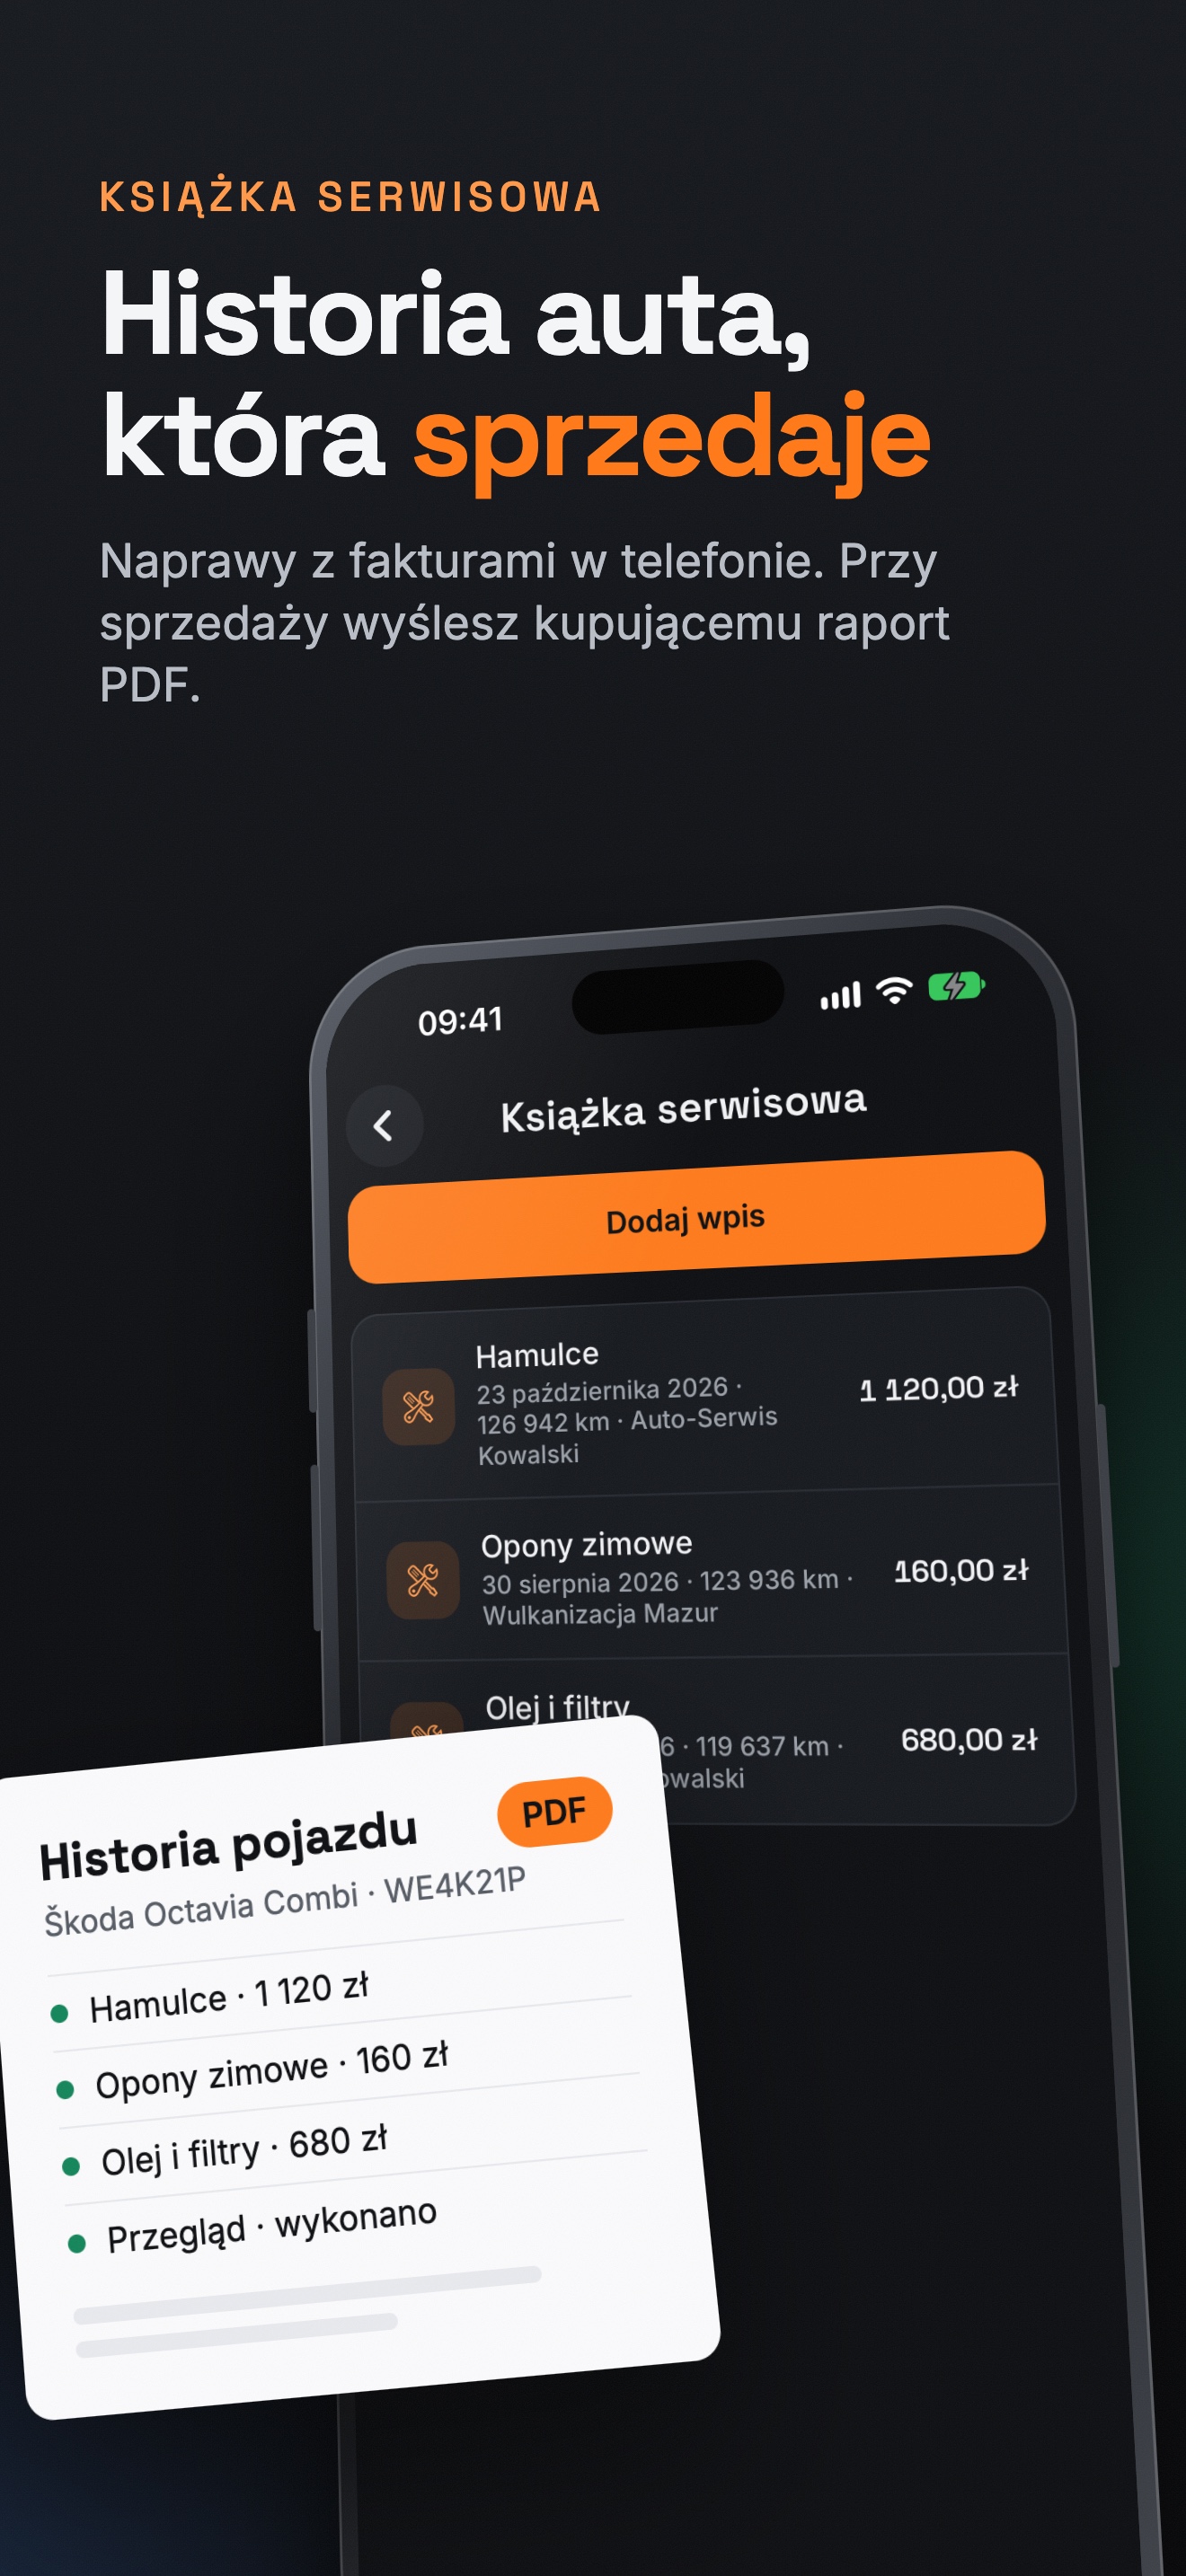 KSIĄŻKA SERWISOWA
Historia auta,
która sprzedaje
Naprawy z fakturami w telefonie. Przy
sprzedaży wyślesz kupującemu raport
PDF.
09:41
Książka serwisowa
Dodaj wpis
Hamulce
23 października 2026 ·
126 942 km · Auto-Serwis
Kowalski
1 120,00 zł
Opony zimowe
30 sierpnia 2026 · 123 936 km ·
Wulkanizacja Mazur
160,00 zł
Olej i filtry
6 · 119 637 km ·
680,00 zł
Historia pojazdu
PDF
Škoda Octavia Combi · WE4K21P
Hamulce · 1 120 zł
Opony zimowe · 160 zł
Olej i filtry · 680 zł
Przegląd · wykonano